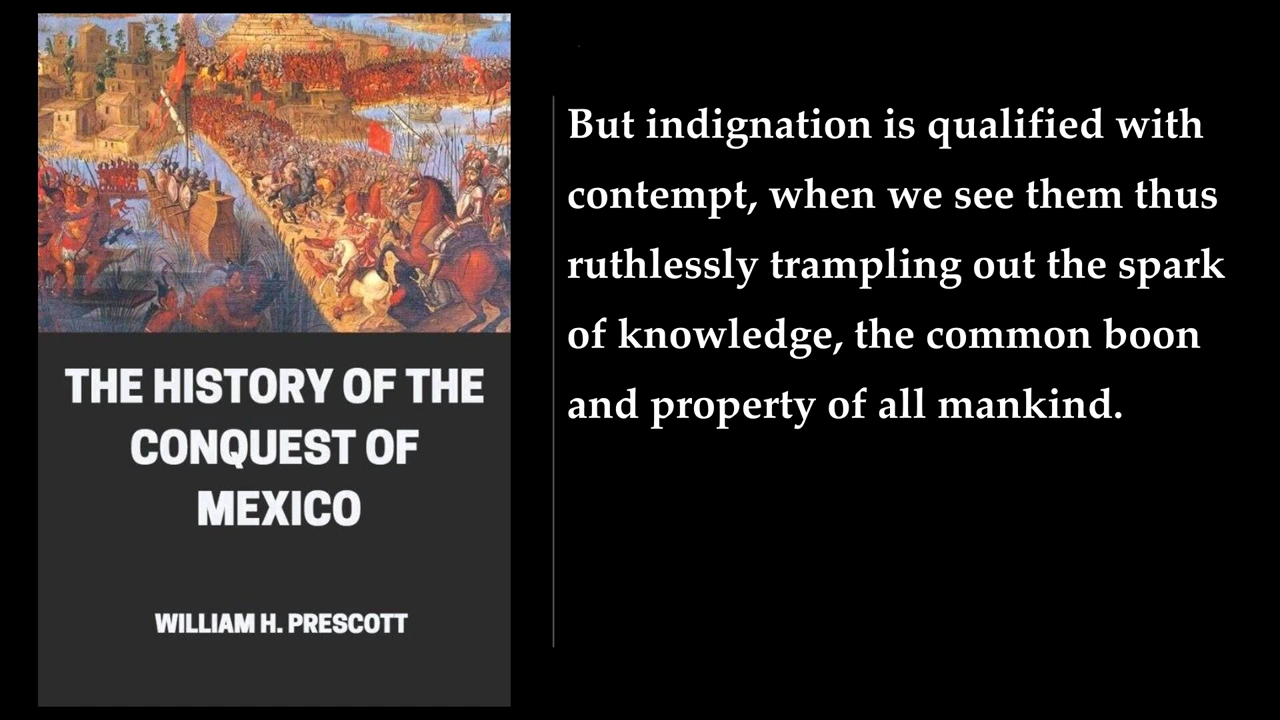 THE HISTORY OF THE
CONQUEST OF
MEXICO
WILLIAM H. PRESCOTT
But indignation is qualified with
contempt, when we see them thus
ruthlessly trampling out the spark
of knowledge, the common boon
and property of all mankind.